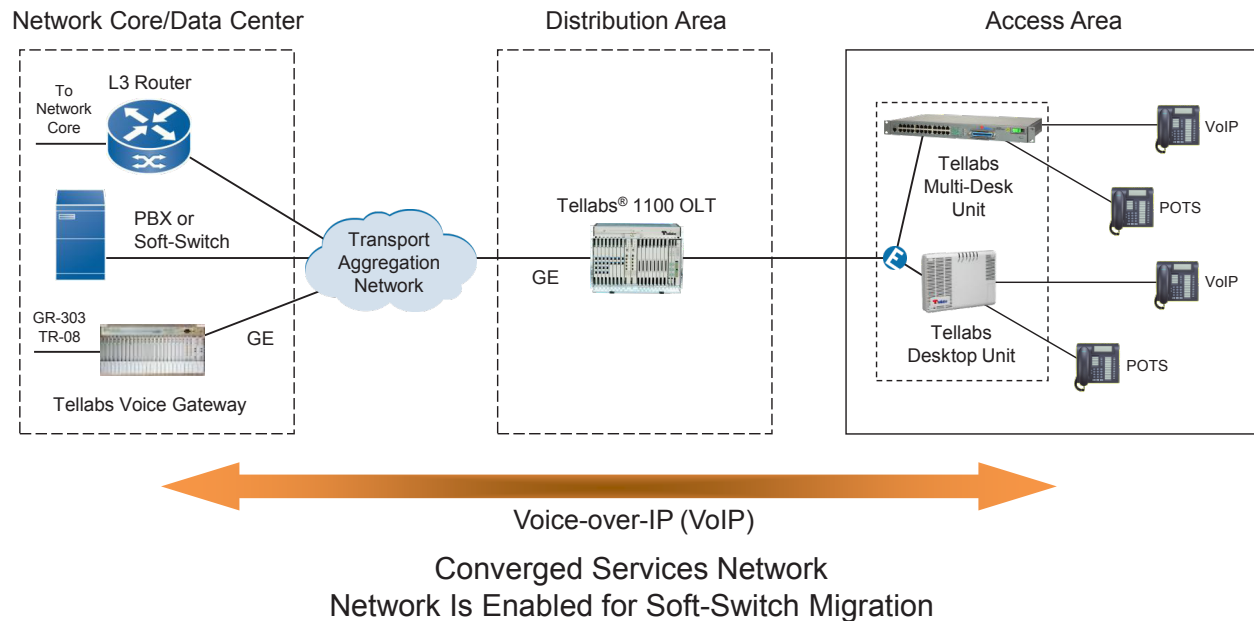 Network Core/Data Center
Distribution Area
Access Area
To
Network
Core
L3 Router
PBX or
Soft-Switch
GR-303
TR-08
GE
Tellabs Voice Gateway
Transport
Aggregation
Network
GE
Tellabs® 1100 OLT
E
Tellabs
Multi-Desk
Unit
VoIP
POTS
Tellabs
Desktop Unit
VoIP
POTS
Voice-over-IP (VoIP)
Converged Services Network
Network Is Enabled for Soft-Switch Migration